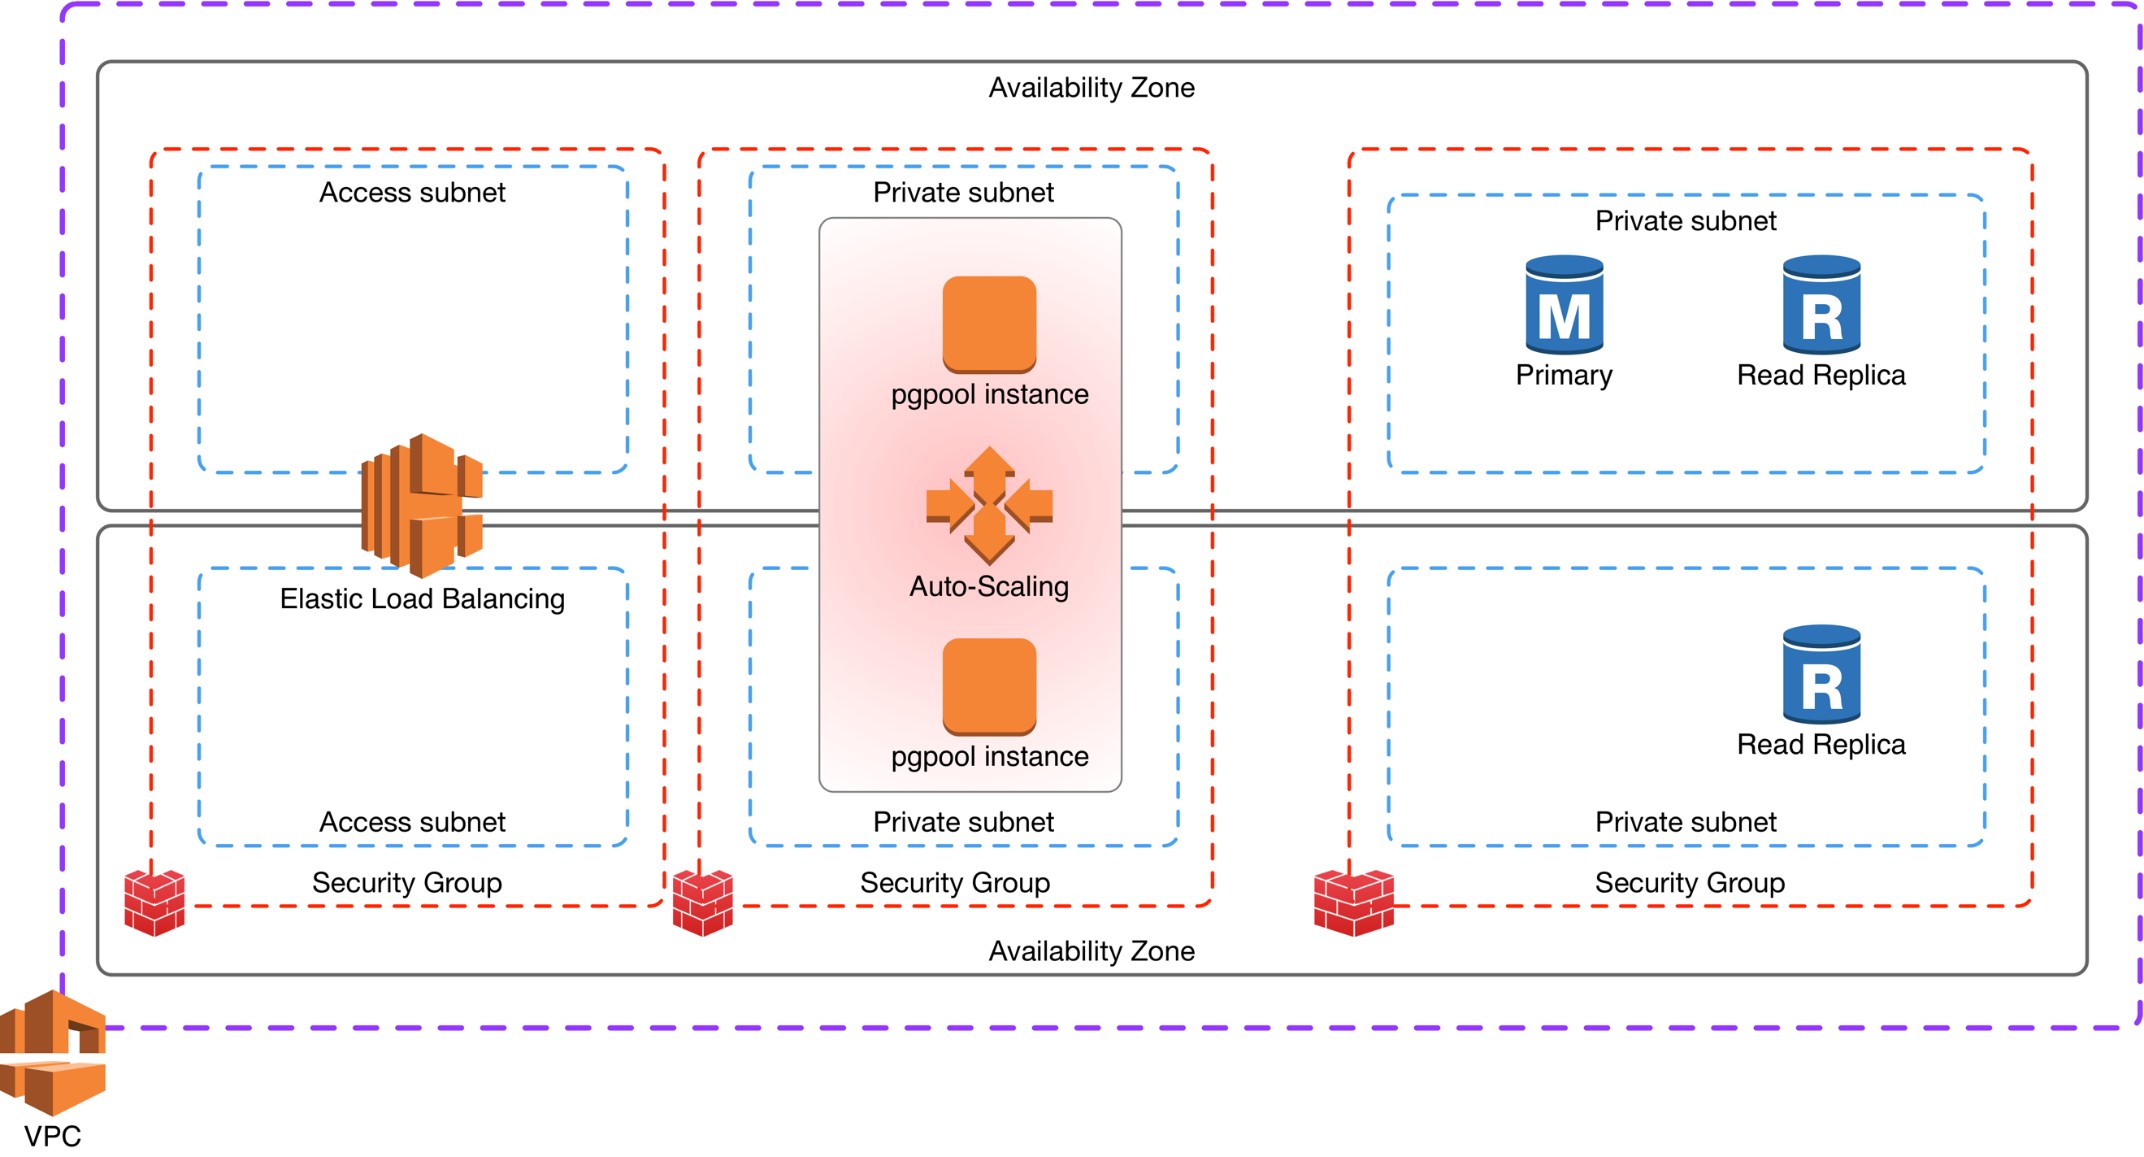 Availability Zone
Access subnet
Private subnet
Private subnet
M
R
Primary
Read Replica
pgpool instance
Auto-Scaling
Elastic Load Balancing
R
Read Replica
pgpool instance
Access subnet
Private subnet
Private subnet
Security Group
Security Group
Security Group
Availability Zone
VPC